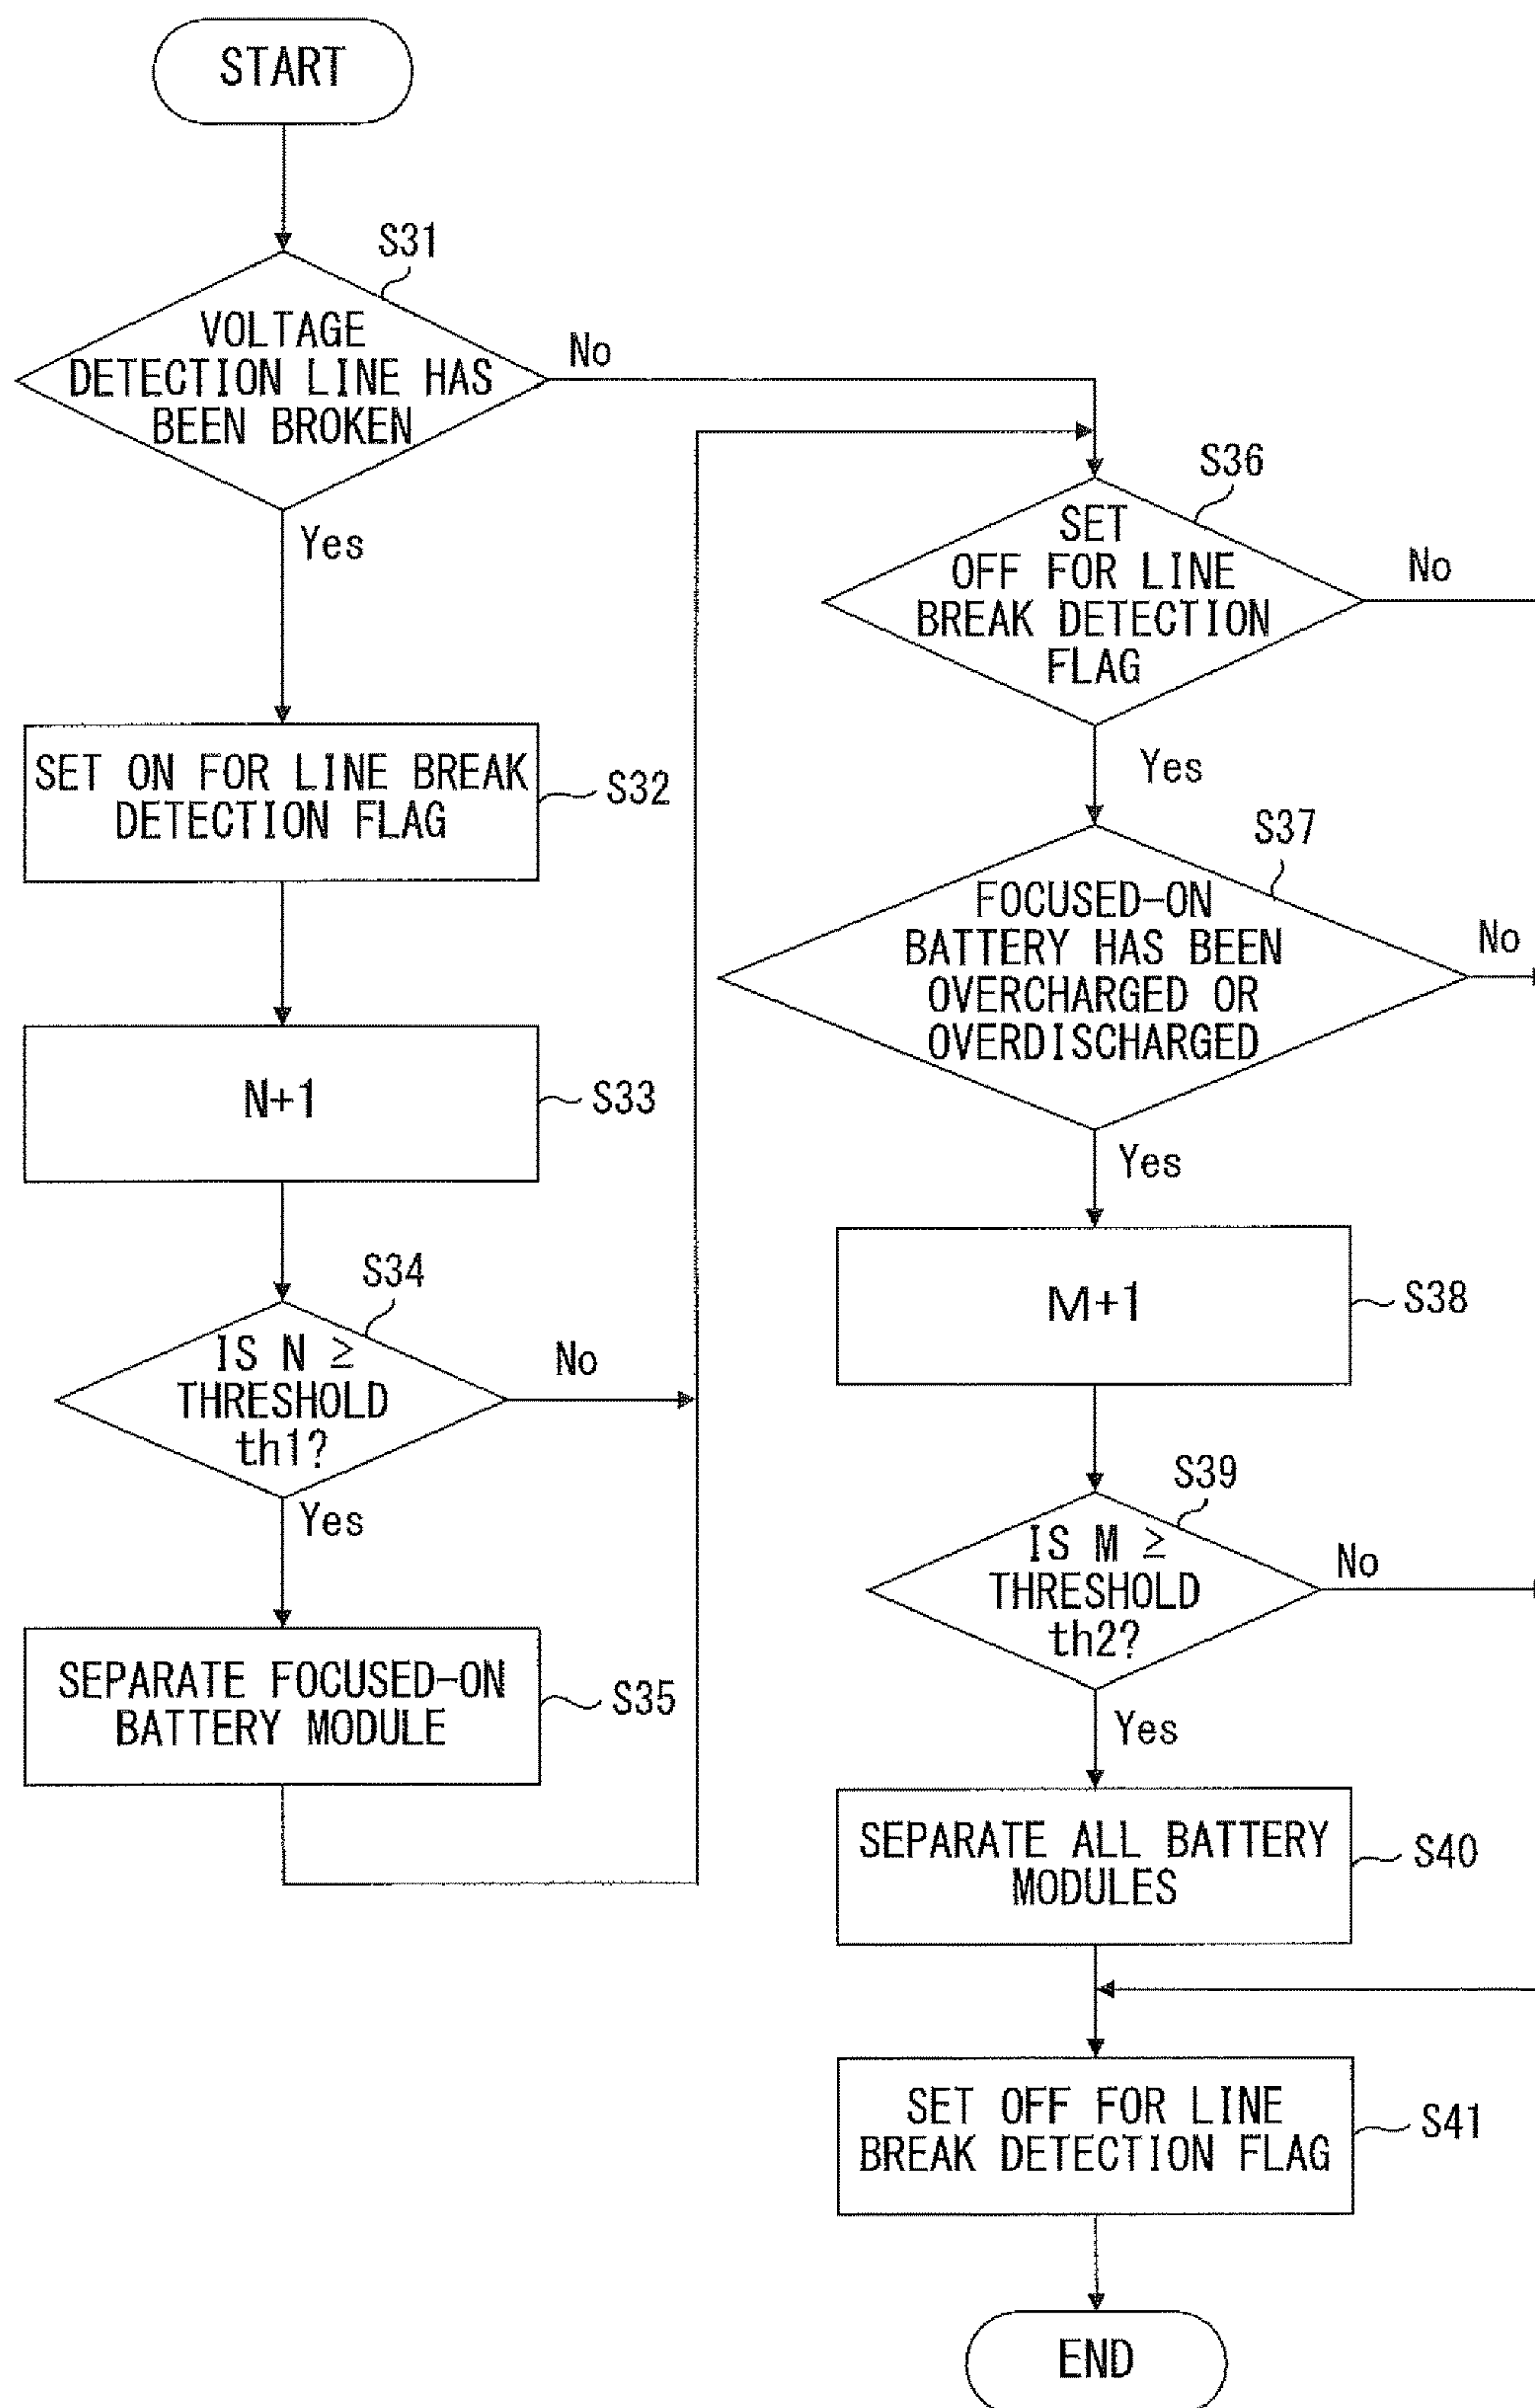 START
S31
VOLTAGE
DETECTION LINE HAS
BEEN BROKEN
No
Yes
SET ON FOR LINE BREAK
DETECTION FLAG
S32
N+1
S33
S34
IS N ≥
THRESHOLD
th1?
No
Yes
SEPARATE FOCUSED-ON
BATTERY MODULE
S35
S36
SET
OFF FOR LINE
BREAK DETECTION
FLAG
No
Yes
S37
FOCUSED-ON
BATTERY HAS BEEN
OVERCHARGED OR
OVERDISCHARGED
No
Yes
M+1
S38
S39
IS M ≥
THRESHOLD
th2?
No
Yes
SEPARATE ALL BATTERY
MODULES
S40
SET OFF FOR LINE
BREAK DETECTION FLAG
S41
END